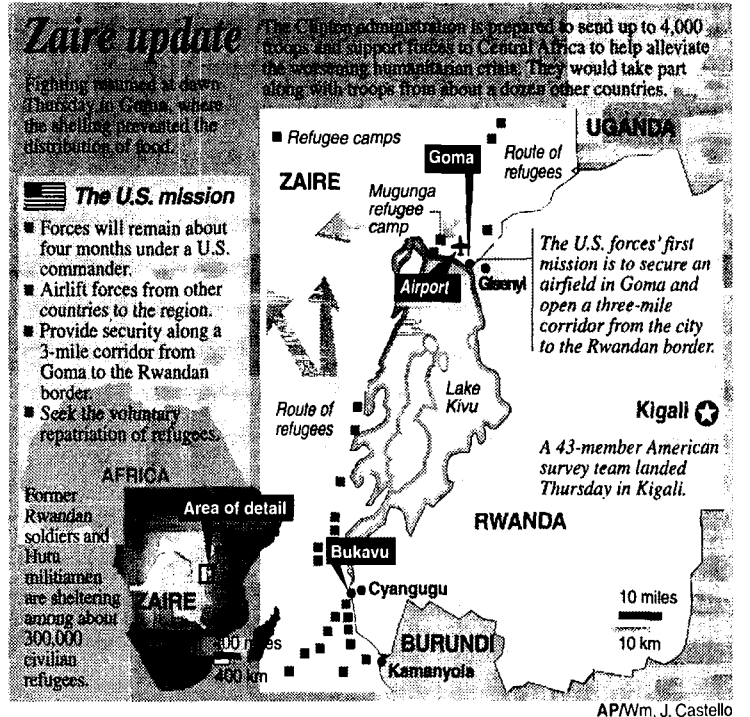 Zaire update
Fighting resumed at dawn
Thursday in Goma, where
the shelling prevented the
distribution of food.
The Clinton administration is prepared to send up to 4,000
troops and support forces to Central Africa to help alleviate
the worsening humanitarian crisis. They would take part
along with troops from about a dozen other countries.
The U.S. mission
Forces will remain about
four months under a U.S.
commander.
Airlift forces from other
countries to the region.
Provide security along a
3-mile corridor from
Goma to the Rwandan
border.
Seek the voluntary
repatriation of refugees.
AFRICA
Former
Rwandan
soldiers and
Hutu
militiamen
are sheltering
among about
300,000
civilian
refugees.
Area of detail
ZAIRE
400 miles
400 km
Refugee camps
ZAIRE
Goma
Route of
refugees
UGANDA
Mugunga
refugee
camp
Airport
Gisenyi
The U.S. forces' first
mission is to secure an
airfield in Goma and
open a three-mile
corridor from the city
to the Rwandan border.
Lake
Kivu
Route of
refugees
Kigali
A 43-member American
survey team landed
Thursday in Kigali.
RWANDA
Bukavu
Cyangugu
BURUNDI
Kamanyola
10 miles
10 km
AP/Wm. J. Castello